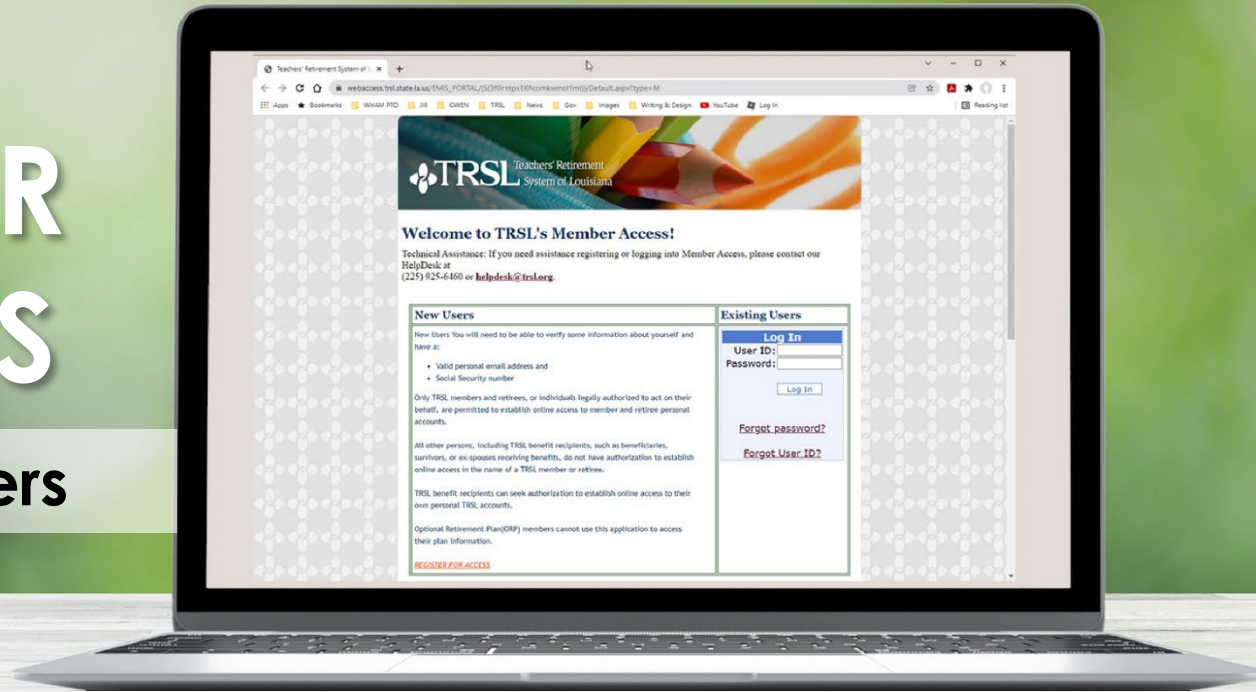 R
S
ers
Teachers' Retirement System of L
webaccess.trsl.state.la.us/EMIS_PORTAL/
Default.aspx?type=M
Apps Bookmarks WHAM PTO Jill OWEN TRSL News Gov Images Writing & Design YouTube Log In Reading list
TRSL Teachers' Retirement
System of Louisiana
Welcome to TRSL's Member Access!
Technical Assistance: If you need assistance registering or logging into Member Access, please contact our
HelpDesk at
(225) 925-6460 or helpdesk@trsl.org.
New Users
New Users You will need to be able to verify some information about yourself and
have a:
• Valid personal email address and
• Social Security number
Only TRSL members and retirees, or individuals legally authorized to act on their
behalf, are permitted to establish online access to member and retiree personal
accounts.
All other persons, including TRSL benefit recipients, such as beneficiaries,
survivors, or ex-spouses receiving benefits, do not have authorization to establish
online access in the name of a TRSL member or retiree.
TRSL benefit recipients can seek authorization to establish online access to their
own personal TRSL accounts.
Optional Retirement Plan(ORP) members cannot use this application to access
their plan information.
REGISTER FOR ACCESS
Existing Users
Log In
User ID:
Password:
Log In
Forgot password?
Forgot User ID?